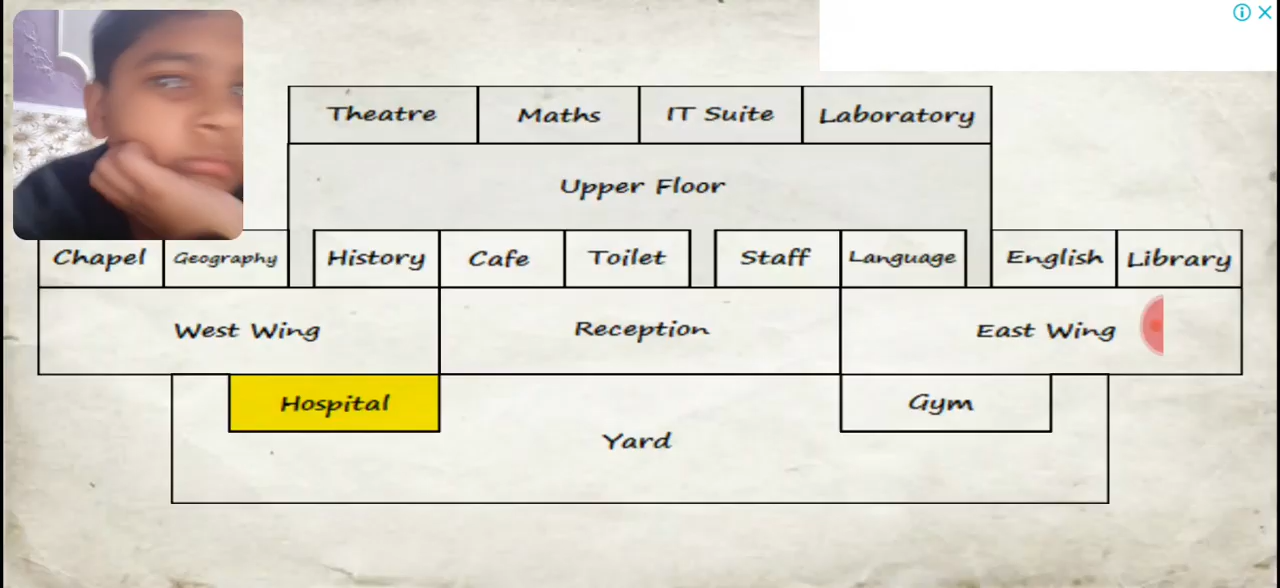 Theatre Maths IT Suite Laboratory
Upper Floor
Chapel Geography History Cafe Toilet Staff Language English Library
West Wing Reception East Wing
Hospital Gym
Yard